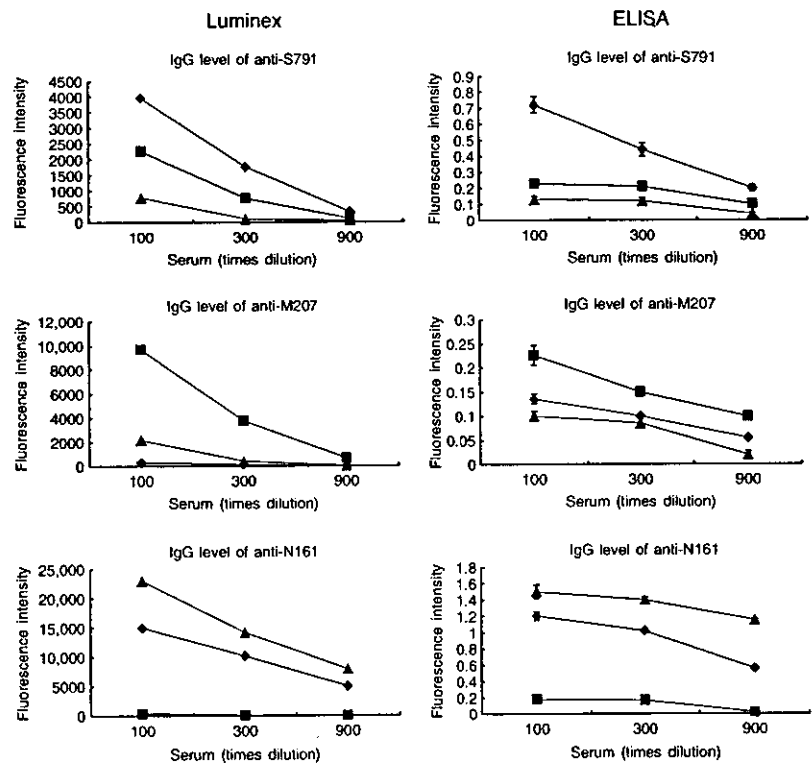 Luminex
IgG level of anti-S791
Fluorescence intensity
4500
4000
3500
3000
2500
2000
1500
1000
500
0
100 300 900
Serum (times dilution)
IgG level of anti-M207
Fluorescence intensity
12,000
10,000
8000
6000
4000
2000
0
100 300 900
Serum (times dilution)
IgG level of anti-N161
Fluorescence intensity
25,000
20,000
15,000
10,000
5000
0
100 300 900
Serum (times dilution)
ELISA
IgG level of anti-S791
Fluorescence intensity
0.9
0.8
0.7
0.6
0.5
0.4
0.3
0.2
0.1
0
100 300 900
Serum (times dilution)
IgG level of anti-M207
Fluorescence intensity
0.3
0.25
0.2
0.15
0.1
0.05
0
100 300 900
Serum (times dilution)
IgG level of anti-N161
Fluorescence intensity
1.8
1.6
1.4
1.2
1
0.8
0.6
0.4
0.2
0
100 300 900
Serum (times dilution)